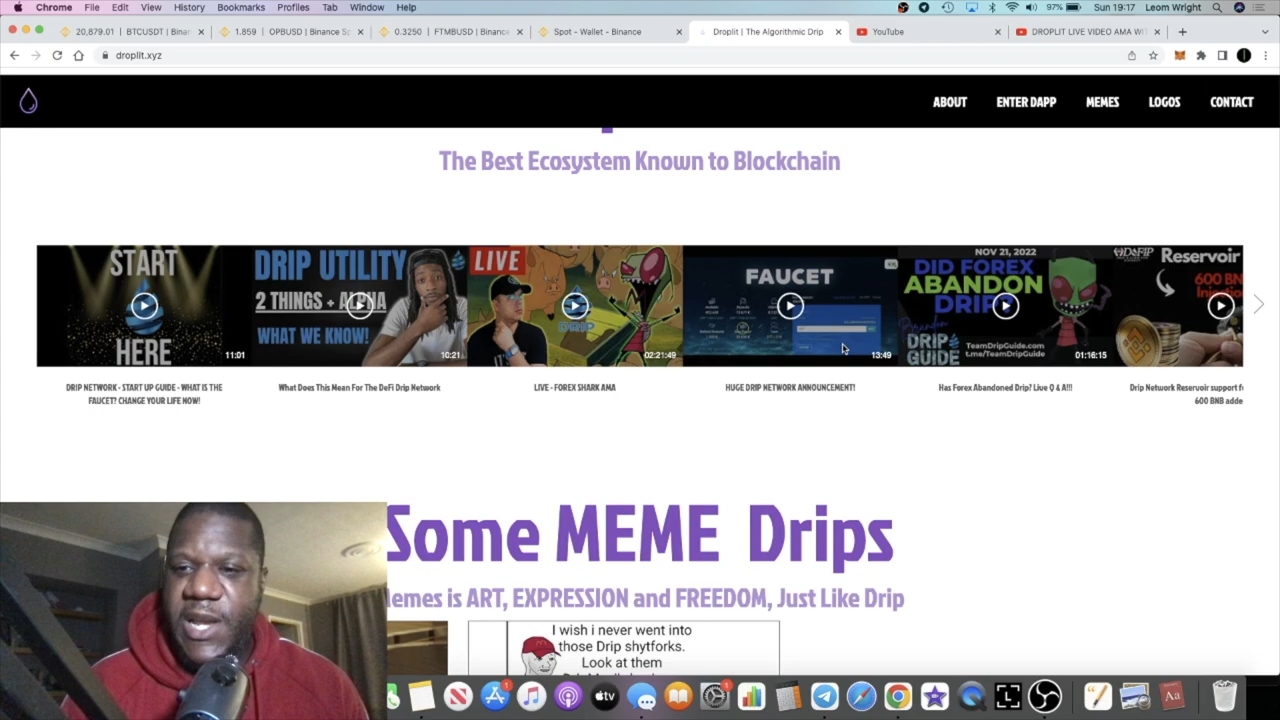 Chrome File Edit View History Bookmarks Profiles Tab Window Help
97% Sun 19:17 Leom Wright
20,879.01 | BTCUSDT | Binan
1.859 | OPBUSD | Binance Sp
0.3250 | FTMBUSD | Binance
Spot - Wallet - Binance
Droplit | The Algorithmic Drip
YouTube
DROPLIT LIVE VIDEO AMA WIT
droplit.xyz
ABOUT ENTER DAPP MEMES LOGOS CONTACT
The Best Ecosystem Known to Blockchain
START
HERE
11:01
DRIP UTILITY
2 THINGS +
WHAT WE KNOW!
10:21
LIVE
DRIP
02:21:49
FAUCET
13:49
NOV 21, 2022
DID FOREX
ABANDON
DRIP
DRIP
GUIDE
TeamDripGuide.com
t.me/TeamDripGuide
01:16:15
Reservoir
600 BN
DRIP NETWORK - START UP GUIDE - WHAT IS THE
FAUCET? CHANGE YOUR LIFE NOW!
What Does This Mean For The DeFi Drip Network
LIVE - FOREX SHARK AMA
HUGE DRIP NETWORK ANNOUNCEMENT!
Has Forex Abandoned Drip? Live Q & A!!!
Drip Network Reservoir support f
600 BNB adde
Some MEME Drips
Memes is ART, EXPRESSION and FREEDOM, Just Like Drip
I wish i never went into
those Drip shytforks.
Look at them
tv
Aa